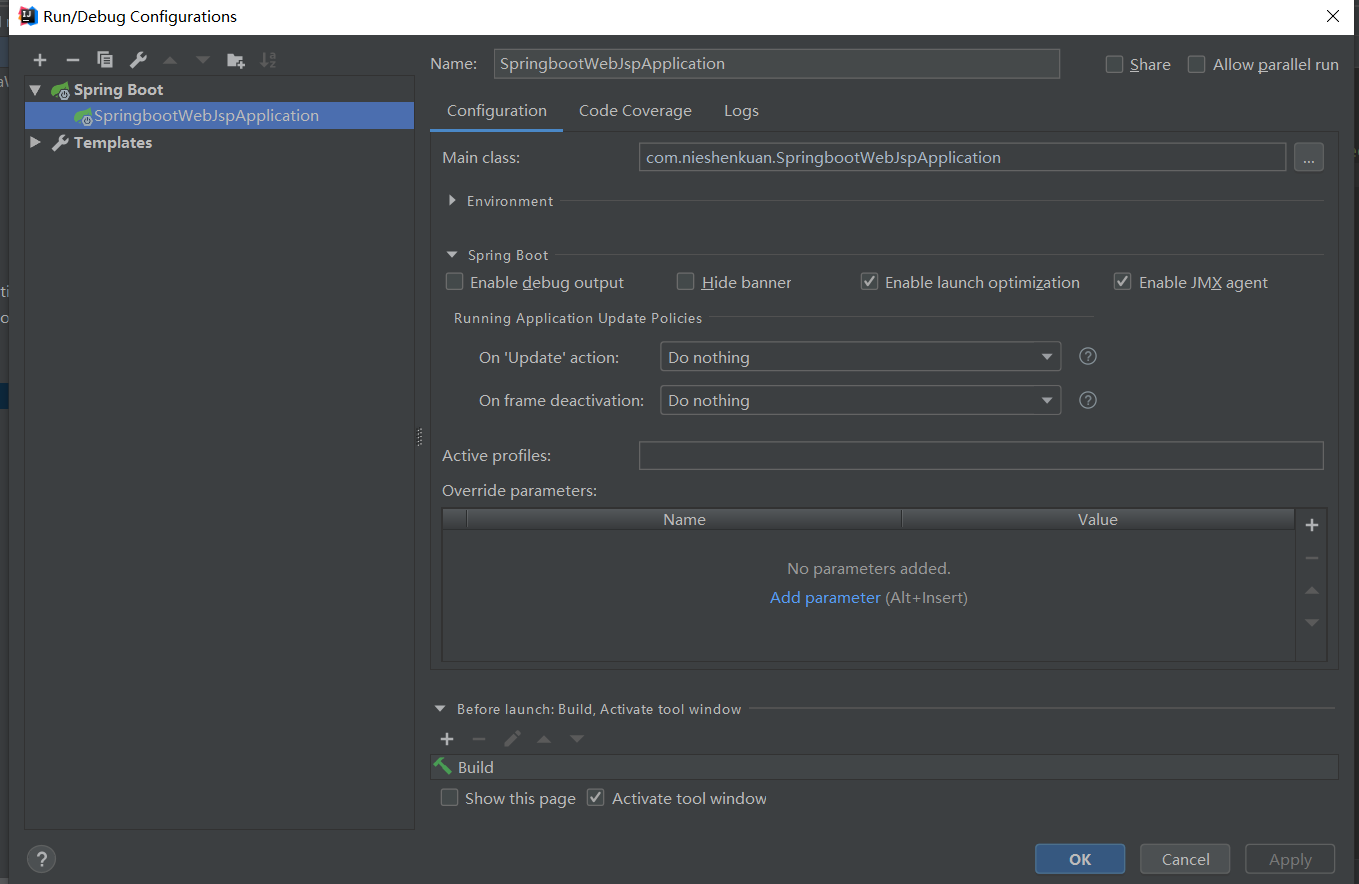 Run/Debug Configurations
Name: SpringbootWebJspApplication Share Allow parallel run
Spring Boot
SpringbootWebJspApplication
Templates
Configuration Code Coverage Logs
Main class: com.nieshenkuan.SpringbootWebJspApplication ...
Environment
Spring Boot
Enable debug output Hide banner Enable launch optimization Enable JMX agent
Running Application Update Policies
On 'Update' action: Do nothing ?
On frame deactivation: Do nothing ?
Active profiles:
Override parameters:
Name Value
No parameters added.
Add parameter (Alt+Insert)
Before launch: Build, Activate tool window
Build
Show this page Activate tool window
? OK Cancel Apply